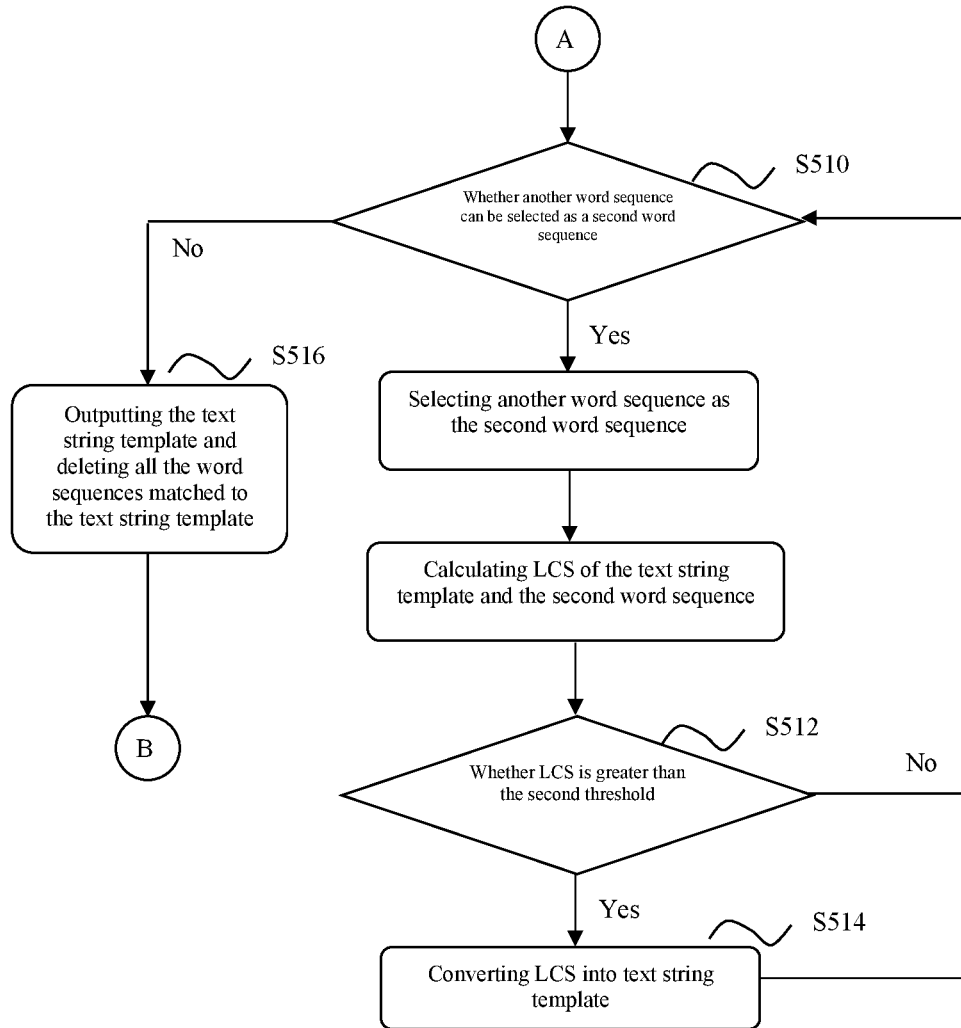 A
S510
Whether another word sequence
can be selected as a second word
sequence
No
Yes
S516
Outputting the text
string template and
deleting all the word
sequences matched to
the text string template
Selecting another word sequence as
the second word sequence
Calculating LCS of the text string
template and the second word sequence
B
S512
Whether LCS is greater than
the second threshold
No
Yes
S514
Converting LCS into text string
template